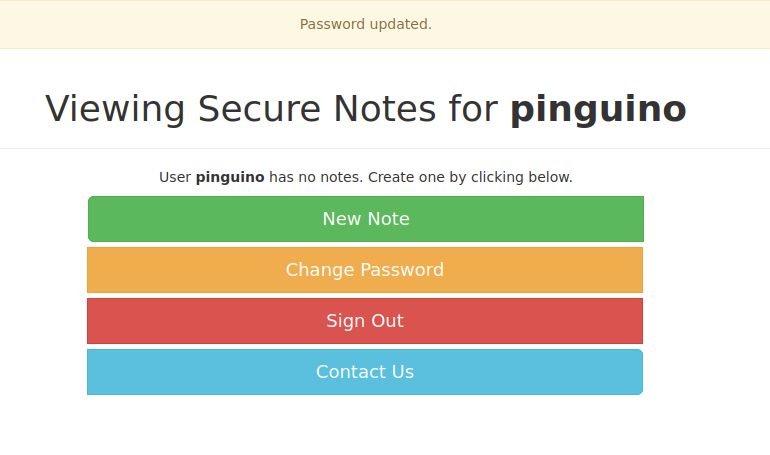 Password updated.
Viewing Secure Notes for pinguino
User pinguino has no notes. Create one by clicking below.
New Note
Change Password
Sign Out
Contact Us